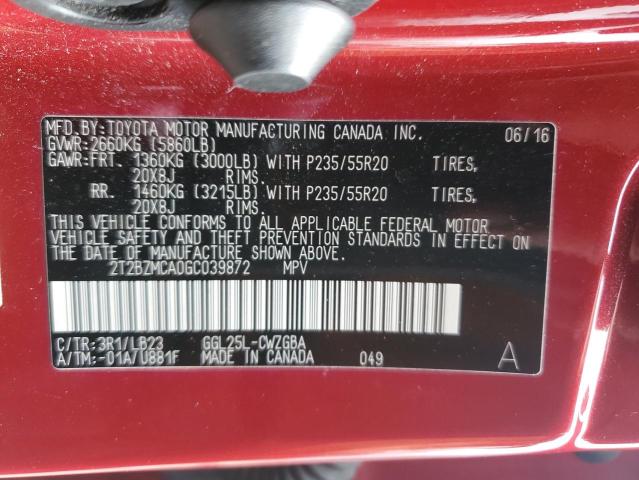 MFD.BY:TOYOTA MOTOR MANUFACTURING CANADA INC. 06/16
GVWR:2660KG (5860LB)
GAWR:FRT. 1360KG (3000LB) WITH P235/55R20 TIRES,
20X8J RIMS.
RR. 1460KG (3215LB) WITH P235/55R20 TIRES,
20X8J RIMS.
THIS VEHICLE CONFORMS TO ALL APPLICABLE FEDERAL MOTOR
VEHICLE SAFETY AND THEFT PREVENTION STANDARDS IN EFFECT ON
THE DATE OF MANUFACTURE SHOWN ABOVE.
2T2BZMCA0GC039872 MPV
C/TR:3R1/LB23 GGL25L-CWZGBA
A/TM:-01A/U881F MADE IN CANADA 049 A